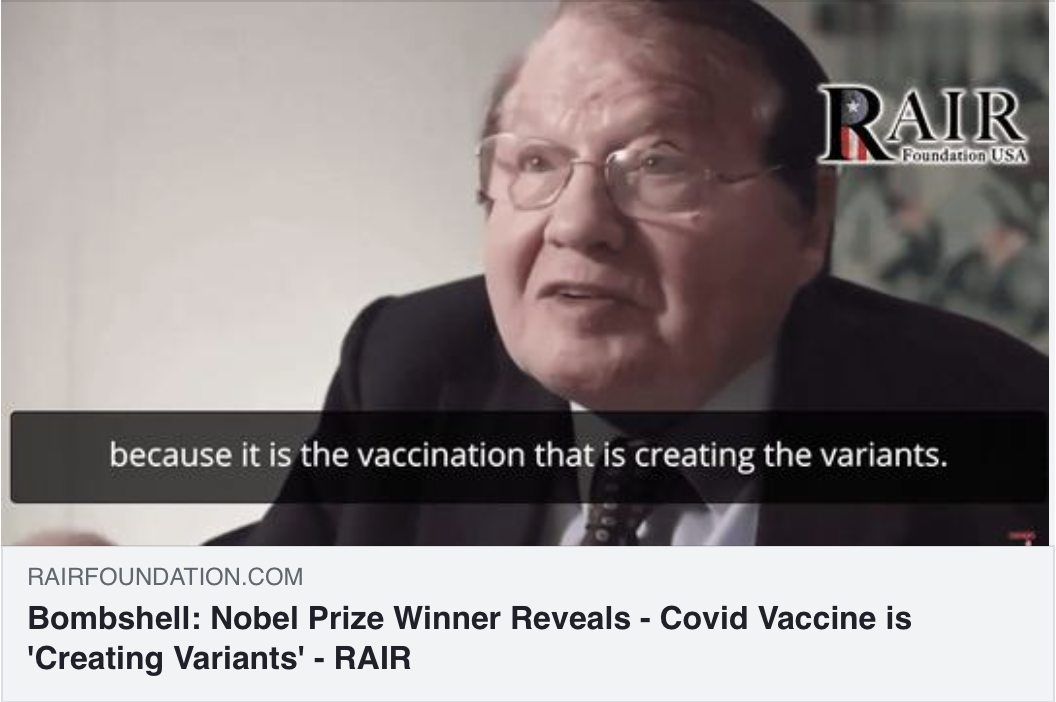 RAIR
Foundation USA
because it is the vaccination that is creating the variants.
RAIRFOUNDATION.COM
Bombshell: Nobel Prize Winner Reveals - Covid Vaccine is
'Creating Variants' - RAIR